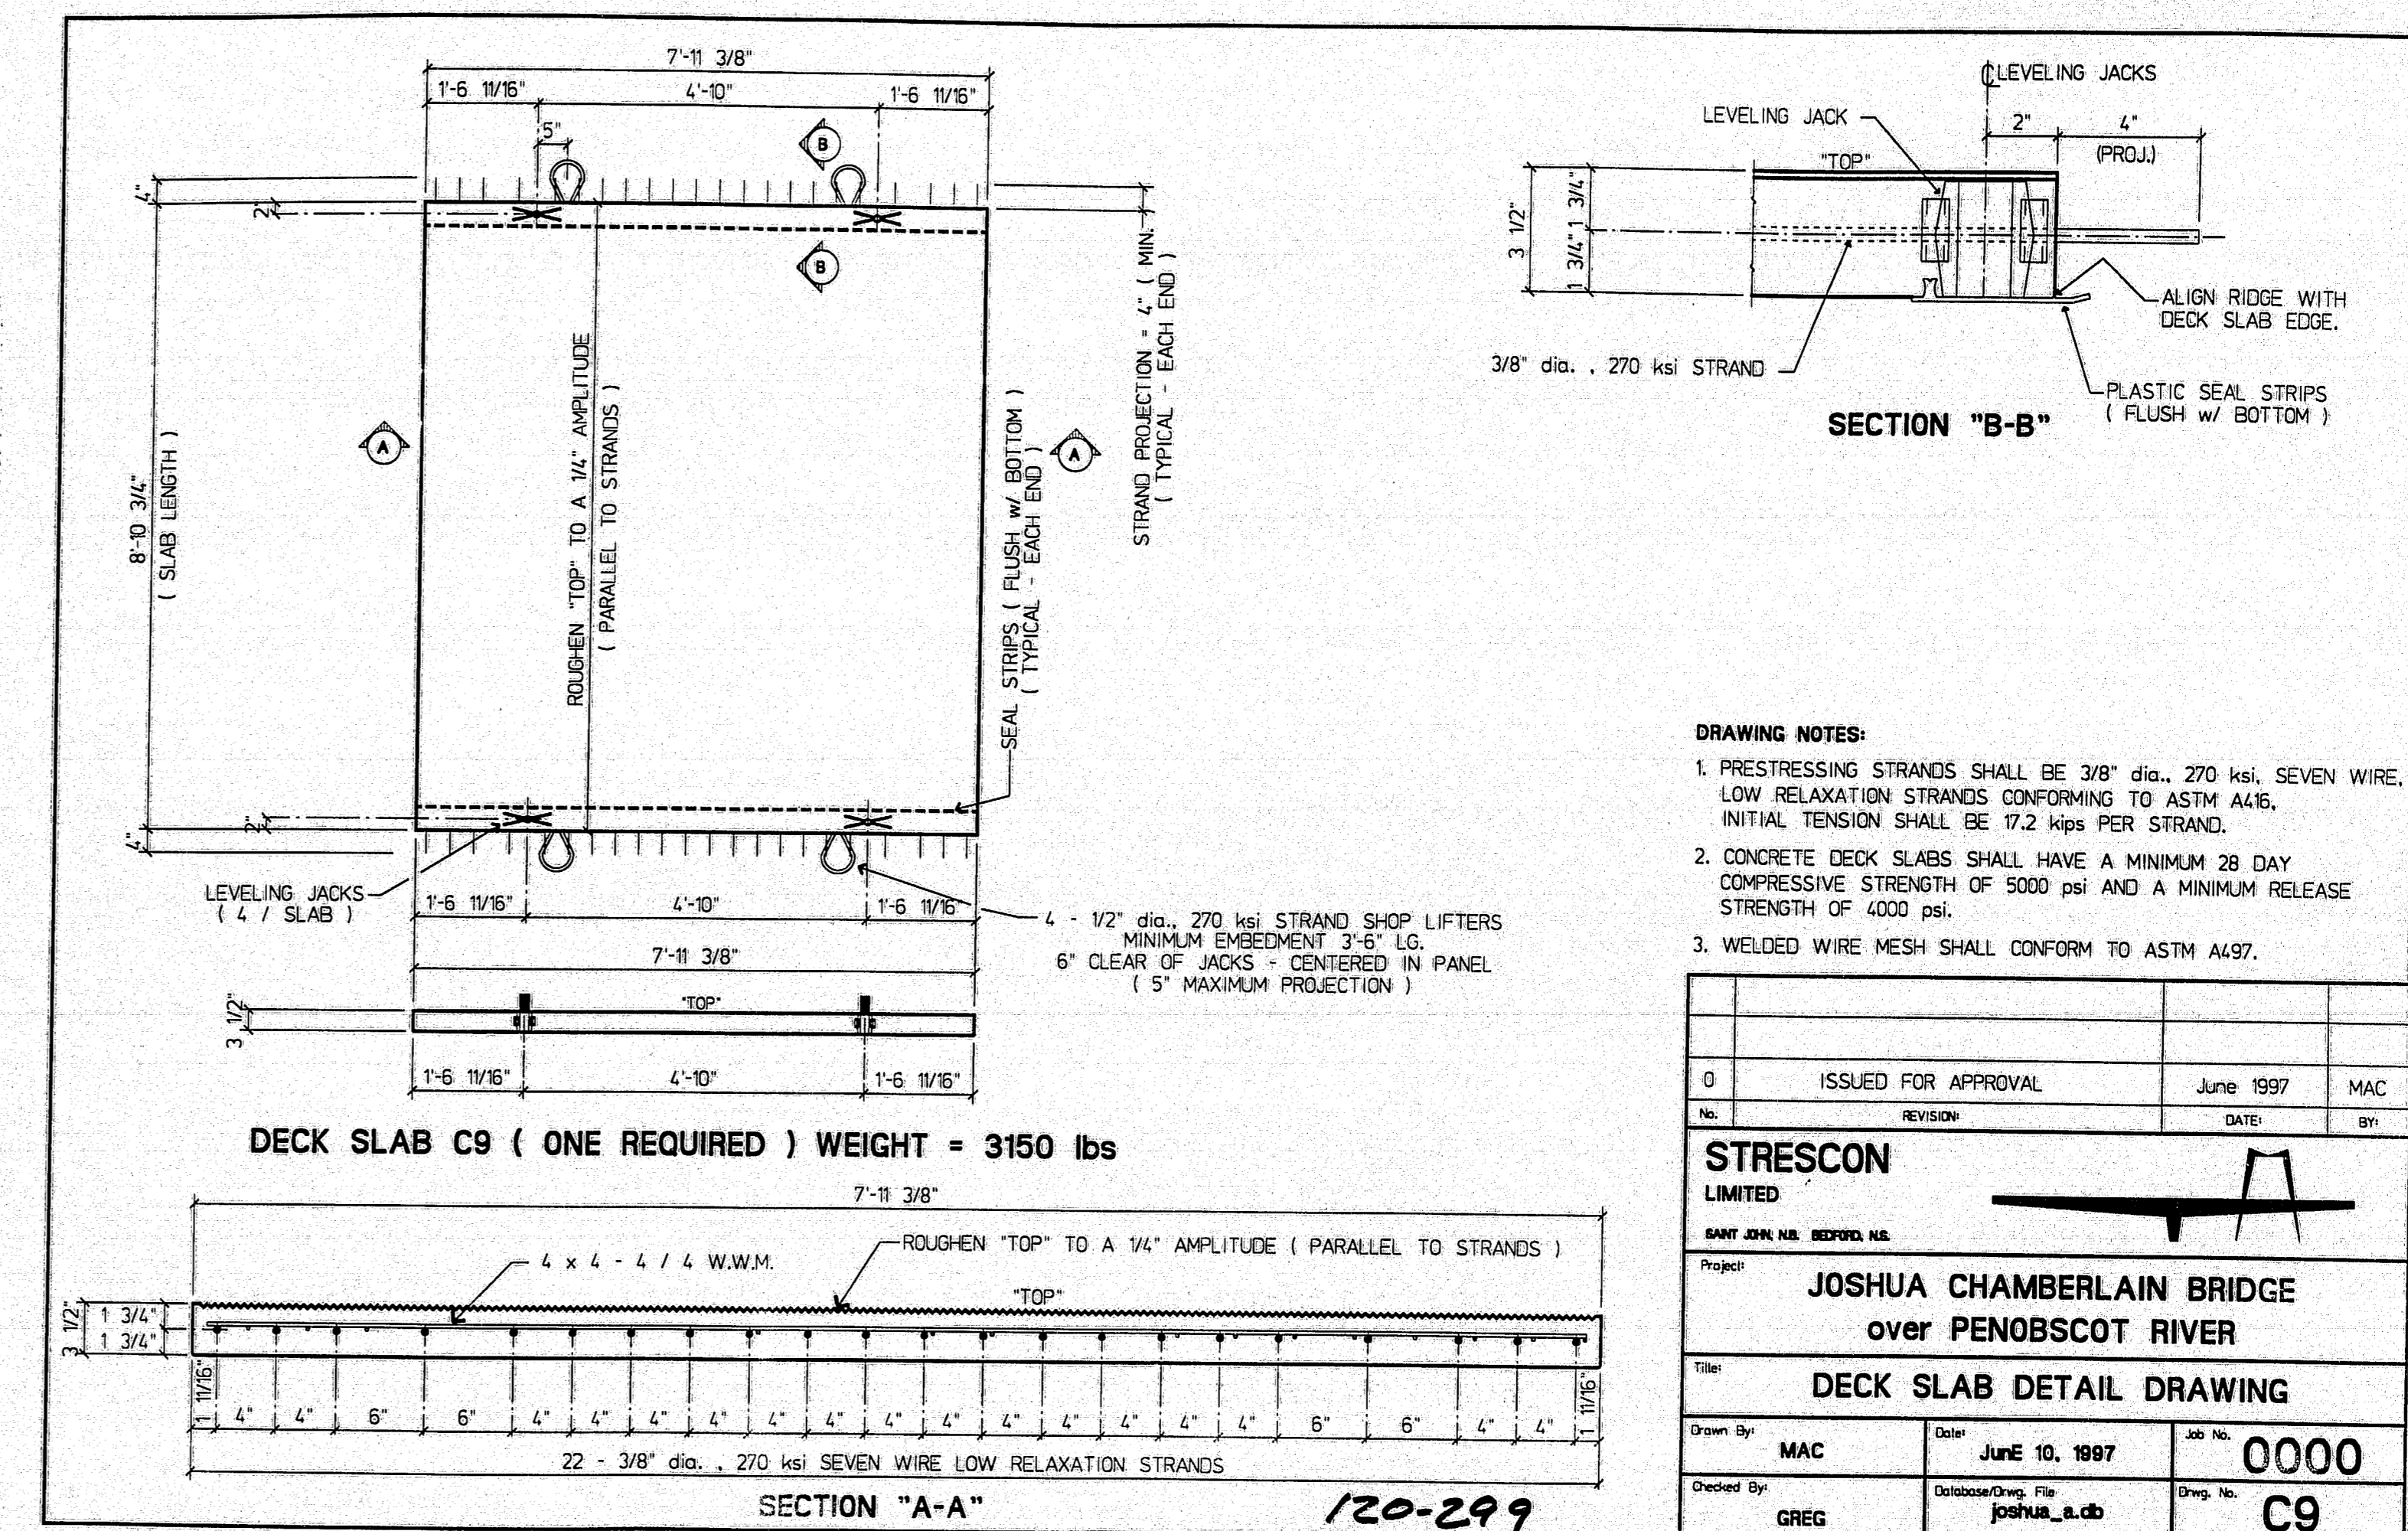 7'-11 3/8"
1'-6 11/16"
4'-10"
1'-6 11/16"
5"
B
4"
2"
B
8'-10 3/4"
( SLAB LENGTH )
A
ROUGHEN "TOP" TO A 1/4" AMPLITUDE
( PARALLEL TO STRANDS )
SEAL STRIPS ( FLUSH w/ BOTTOM )
( TYPICAL - EACH END )
A
STRAND PROJECTION = 4" ( MIN.
( TYPICAL - EACH END )
2"
4"
LEVELING JACKS
( 4 / SLAB )
1'-6 11/16"
4'-10"
1'-6 11/16"
7'-11 3/8"
4 - 1/2" dia., 270 ksi STRAND SHOP LIFTERS
MINIMUM EMBEDMENT 3'-6" LG.
6" CLEAR OF JACKS - CENTERED IN PANEL
( 5" MAXIMUM PROJECTION )
"TOP"
3 1/2"
1'-6 11/16"
4'-10"
1'-6 11/16"
DECK SLAB C9 ( ONE REQUIRED ) WEIGHT = 3150 lbs
7'-11 3/8"
ROUGHEN "TOP" TO A 1/4" AMPLITUDE ( PARALLEL TO STRANDS )
4 x 4 - 4 / 4 W.W.M.
"TOP"
3 1/2"
1 3/4"
1 3/4"
1 11/16"
4" 4" 6" 6" 4" 4" 4" 4" 4" 4" 4" 4" 4" 4" 4" 4" 4" 6" 6" 4" 4"
1 11/16"
22 - 3/8" dia. , 270 ksi SEVEN WIRE LOW RELAXATION STRANDS
SECTION "A-A"
120-299
℄ LEVELING JACKS
LEVELING JACK
2"
4"
(PROJ.)
"TOP"
3 1/2"
1 3/4"
1 3/4"
ALIGN RIDGE WITH
DECK SLAB EDGE.
3/8" dia. , 270 ksi STRAND
PLASTIC SEAL STRIPS
( FLUSH w/ BOTTOM )
SECTION "B-B"
DRAWING NOTES:
1. PRESTRESSING STRANDS SHALL BE 3/8" dia., 270 ksi, SEVEN WIRE,
LOW RELAXATION STRANDS CONFORMING TO ASTM A416,
INITIAL TENSION SHALL BE 17.2 kips PER STRAND.
2. CONCRETE DECK SLABS SHALL HAVE A MINIMUM 28 DAY
COMPRESSIVE STRENGTH OF 5000 psi AND A MINIMUM RELEASE
STRENGTH OF 4000 psi.
3. WELDED WIRE MESH SHALL CONFORM TO ASTM A497.
0 ISSUED FOR APPROVAL June 1997 MAC
No. REVISION: DATE: BY:
STRESCON
LIMITED
SAINT JOHN, N.B. BEDFORD, N.S.
Project:
JOSHUA CHAMBERLAIN BRIDGE
over PENOBSCOT RIVER
Title:
DECK SLAB DETAIL DRAWING
Drawn By: MAC
Date: JunE 10, 1997
Job No. 0000
Checked By: GREG
Database/Drwg. File joshua_a.db
Drwg. No. C9